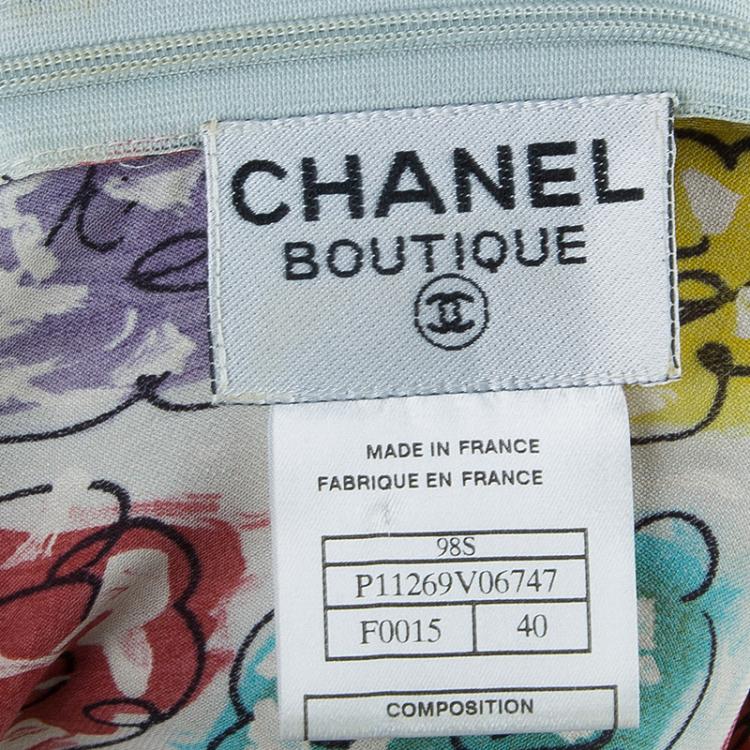 CHANEL
BOUTIQUE
MADE IN FRANCE
FABRIQUE EN FRANCE
98S
P11269V06747
F0015 40
COMPOSITION